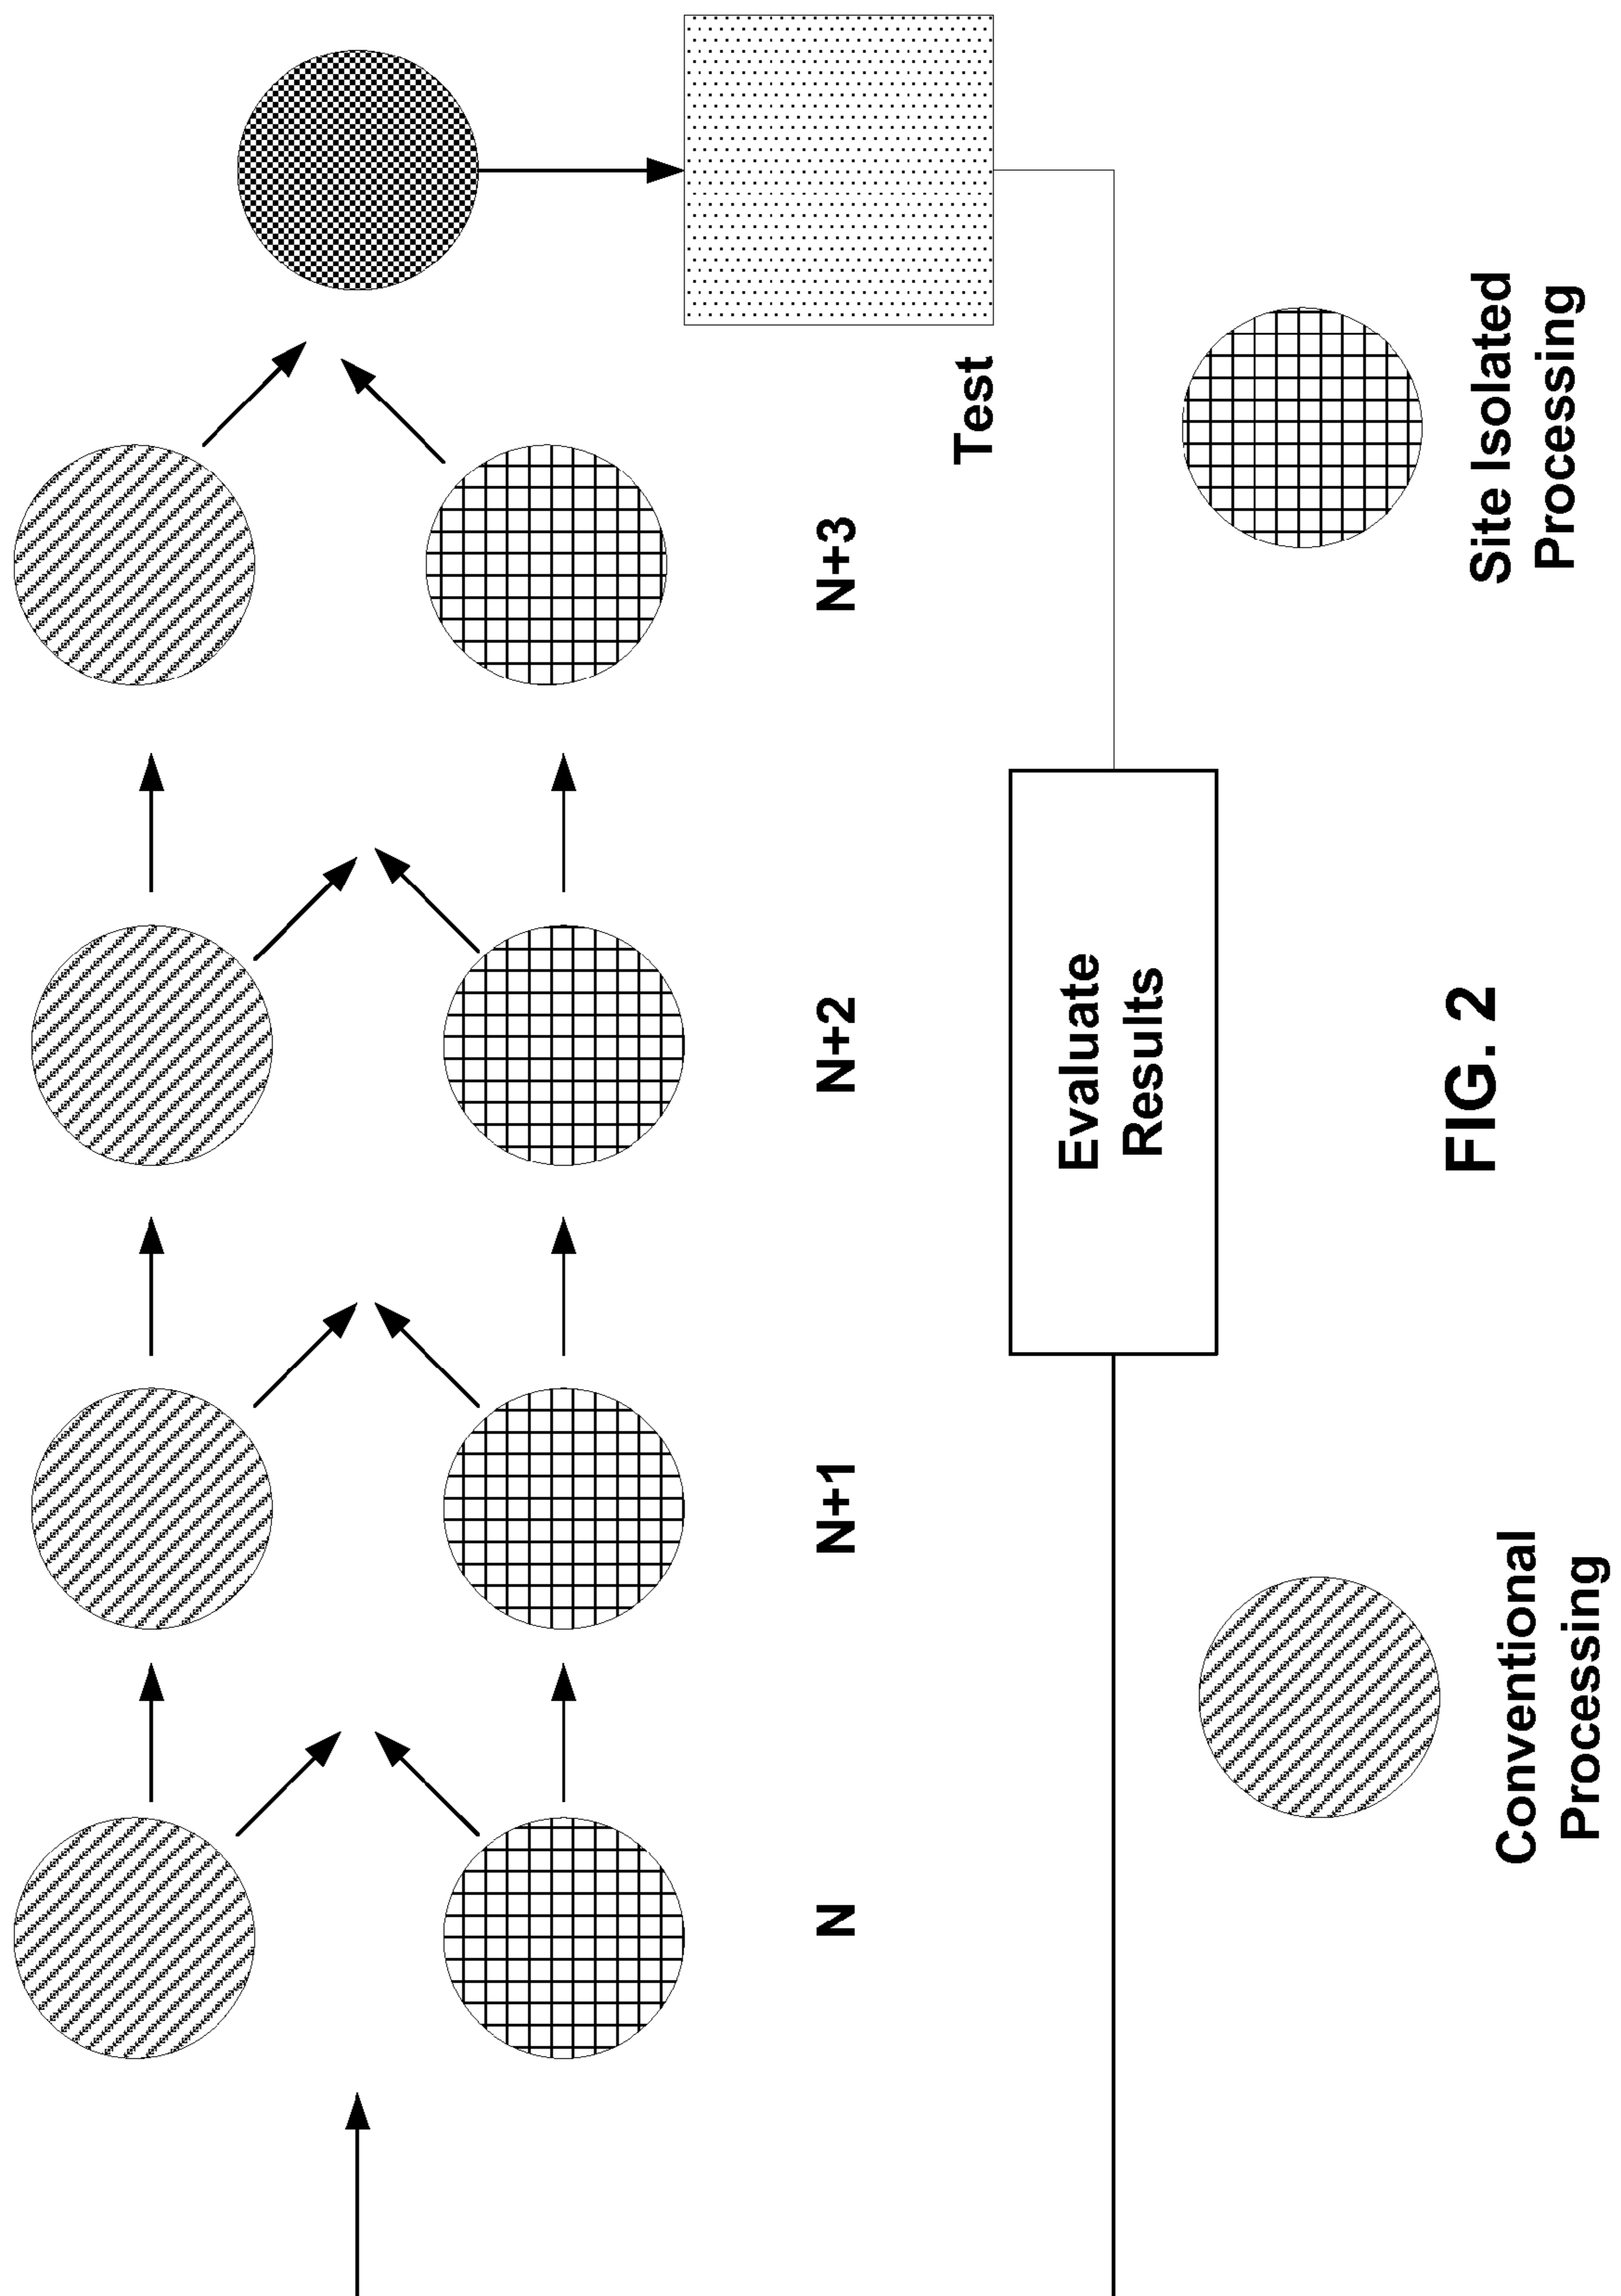 N
N+1
N+2
N+3
Test
Evaluate
Results
Conventional
Processing
Site Isolated
Processing
FIG. 2